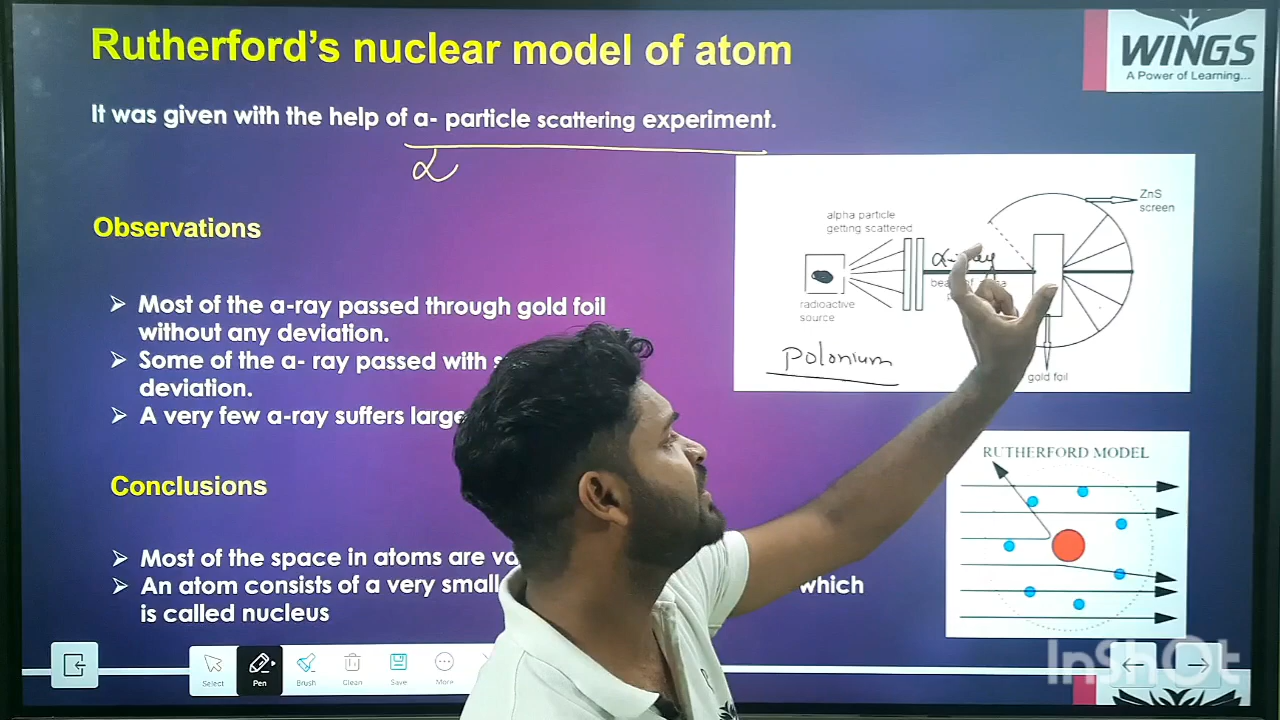 Rutherford's nuclear model of atom
WINGS
A Power of Learning...
It was given with the help of a- particle scattering experiment.
α
Observations
➢ Most of the a-ray passed through gold foil
without any deviation.
➢ Some of the a- ray passed with
deviation.
➢ A very few a-ray suffers large
Conclusions
➢ Most of the space in atoms are
➢ An atom consists of a very small which
is called nucleus
ZnS
screen
alpha particle
getting scattered
radioactive
source
Polonium
gold foil
RUTHERFORD MODEL
Select
Pen
Brush
Clean
Save
More
InShOt